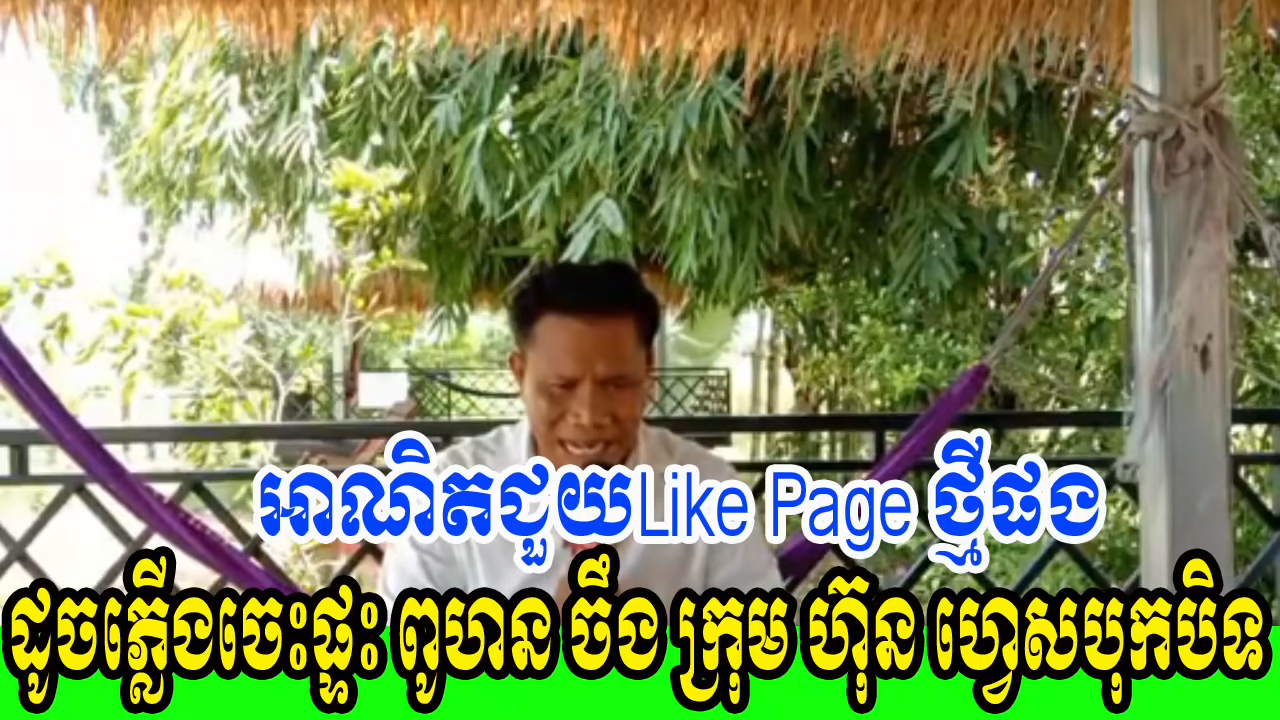 អាណិតជួយLike Page ថ្មីផង
ដូចភ្លើងចេះផ្ទះ ពូហាន ចឹង ក្រុម ហ៊ុន ហ្វេសបុកបិទ